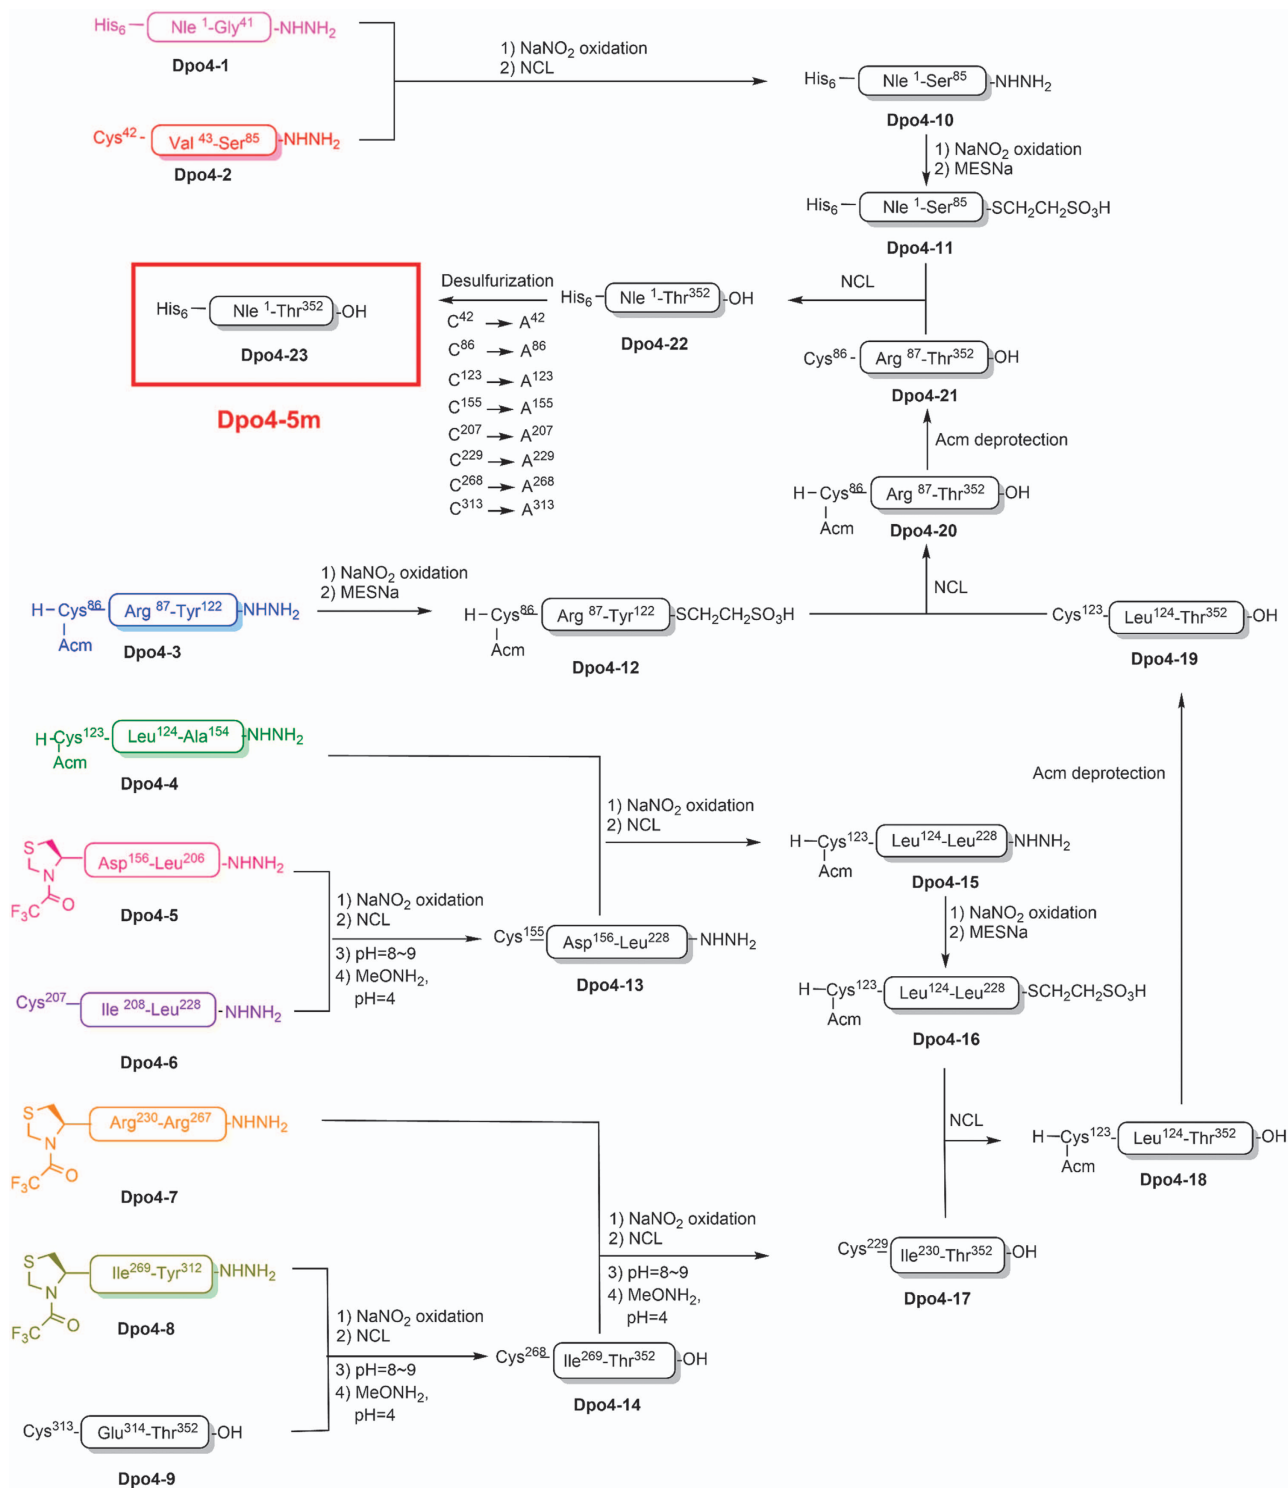 His₆— Nle ¹-Gly⁴¹ -NHNH₂
Dpo4-1
1) NaNO₂ oxidation
2) NCL
Cys⁴²- Val ⁴³-Ser⁸⁵ -NHNH₂
Dpo4-2
His₆— Nle ¹-Ser⁸⁵ -NHNH₂
Dpo4-10
1) NaNO₂ oxidation
2) MESNa
His₆— Nle ¹-Ser⁸⁵ -SCH₂CH₂SO₃H
Dpo4-11
NCL
His₆— Nle ¹-Thr³⁵² -OH
Dpo4-23
Dpo4-5m
Desulfurization
C⁴² → A⁴²
C⁸⁶ → A⁸⁶
C¹²³ → A¹²³
C¹⁵⁵ → A¹⁵⁵
C²⁰⁷ → A²⁰⁷
C²²⁹ → A²²⁹
C²⁶⁸ → A²⁶⁸
C³¹³ → A³¹³
His₆— Nle ¹-Thr³⁵² -OH
Dpo4-22
Cys⁸⁶- Arg ⁸⁷-Thr³⁵² -OH
Dpo4-21
Acm deprotection
H-Cys⁸⁶- Arg ⁸⁷-Thr³⁵² -OH
Acm
Dpo4-20
NCL
H-Cys⁸⁶- Arg ⁸⁷-Tyr¹²² -NHNH₂
Acm
Dpo4-3
1) NaNO₂ oxidation
2) MESNa
H-Cys⁸⁶- Arg ⁸⁷-Tyr¹²² -SCH₂CH₂SO₃H
Acm
Dpo4-12
Cys¹²³- Leu¹²⁴-Thr³⁵² -OH
Dpo4-19
Acm deprotection
H-Cys¹²³- Leu¹²⁴-Ala¹⁵⁴ -NHNH₂
Acm
Dpo4-4
1) NaNO₂ oxidation
2) NCL
H-Cys¹²³- Leu¹²⁴-Leu²²⁸ -NHNH₂
Acm
Dpo4-15
S
N
O
F₃C
Asp¹⁵⁶-Leu²⁰⁶ -NHNH₂
Dpo4-5
1) NaNO₂ oxidation
2) NCL
3) pH=8~9
4) MeONH₂,
pH=4
Cys¹⁵⁵- Asp¹⁵⁶-Leu²²⁸ -NHNH₂
Dpo4-13
1) NaNO₂ oxidation
2) MESNa
Cys²⁰⁷- Ile ²⁰⁸-Leu²²⁸ -NHNH₂
Dpo4-6
H-Cys¹²³- Leu¹²⁴-Leu²²⁸ -SCH₂CH₂SO₃H
Acm
Dpo4-16
S
N
O
F₃C
Arg²³⁰-Arg²⁶⁷ -NHNH₂
Dpo4-7
NCL
H-Cys¹²³- Leu¹²⁴-Thr³⁵² -OH
Acm
Dpo4-18
1) NaNO₂ oxidation
2) NCL
3) pH=8~9
4) MeONH₂,
pH=4
Cys²²⁹- Ile²³⁰-Thr³⁵² -OH
Dpo4-17
S
N
O
F₃C
Ile²⁶⁹-Tyr³¹² -NHNH₂
Dpo4-8
1) NaNO₂ oxidation
2) NCL
3) pH=8~9
4) MeONH₂,
pH=4
Cys²⁶⁸- Ile²⁶⁹-Thr³⁵² -OH
Dpo4-14
Cys³¹³- Glu³¹⁴-Thr³⁵² -OH
Dpo4-9